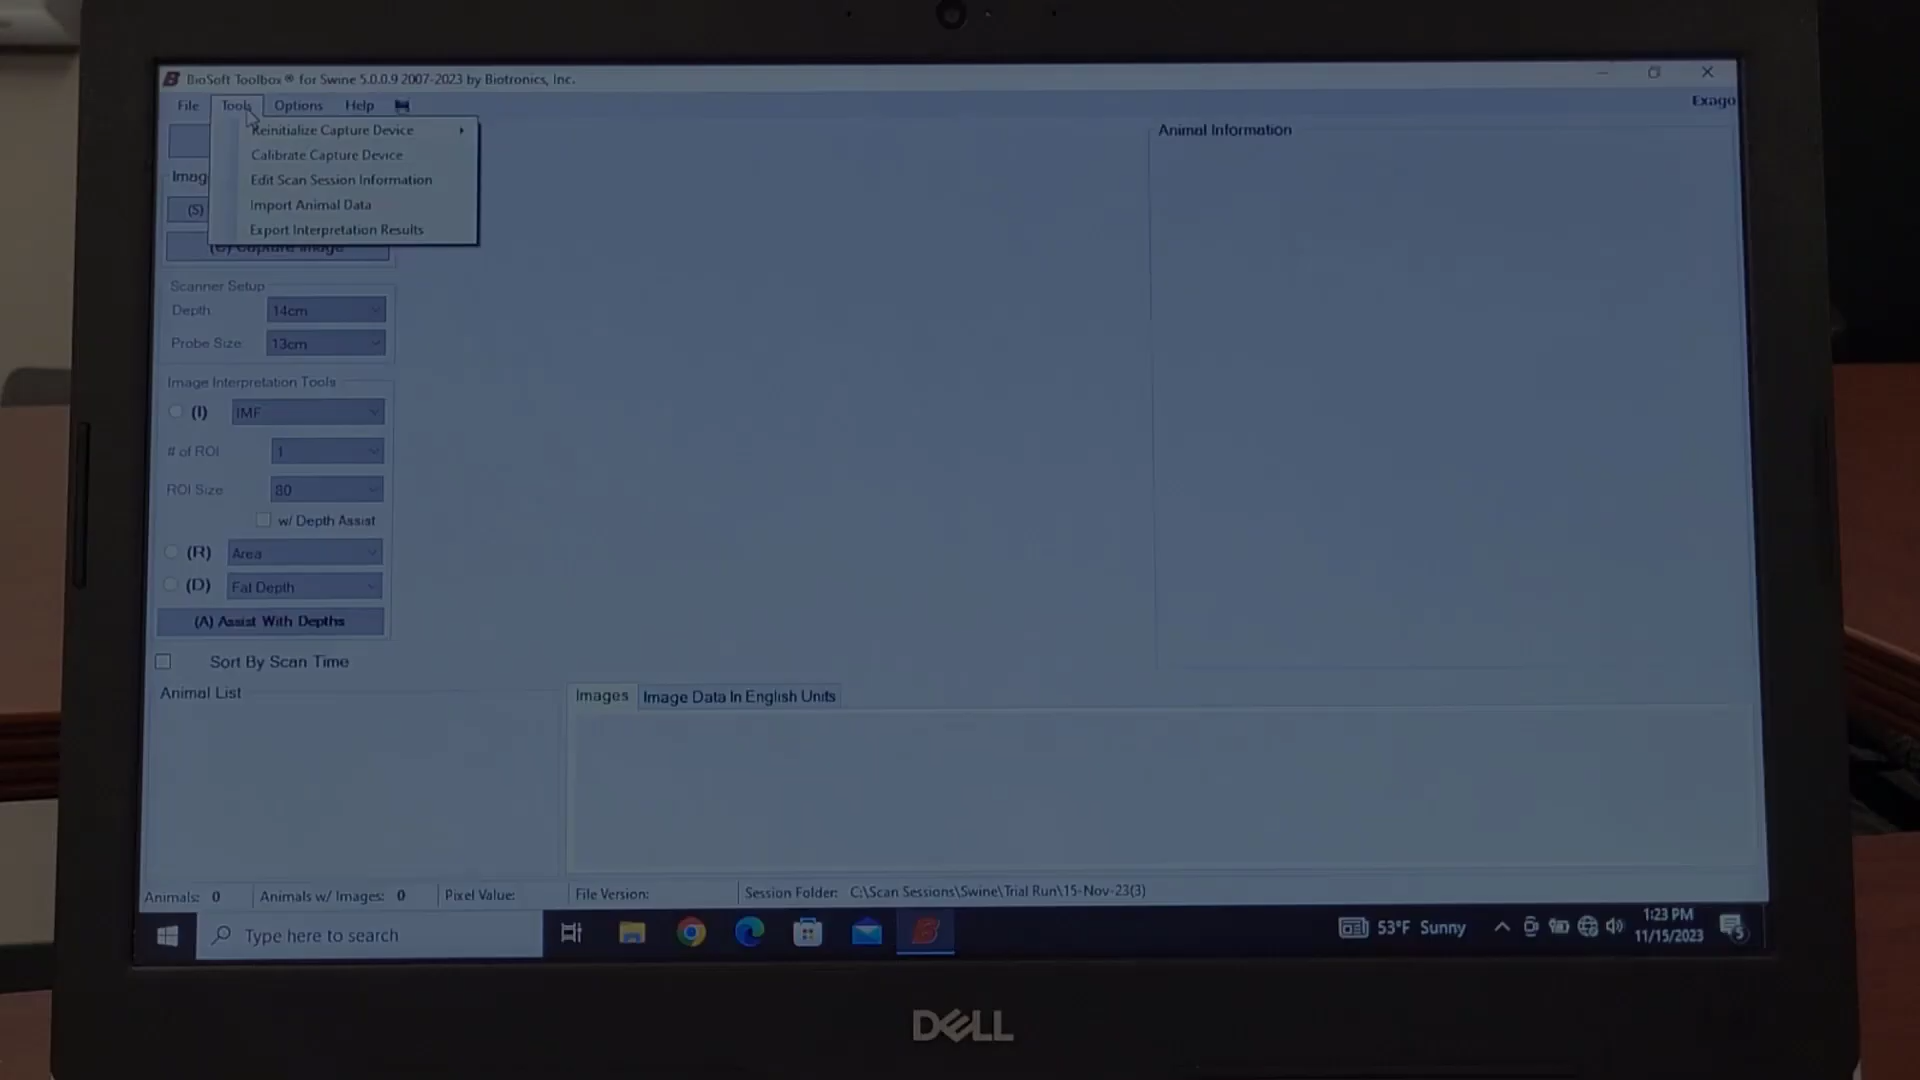 BioSoft Toolbox ® for Swine 5.0.0.9 2007-2023 by Biotronics, Inc.
File Tools Options Help
Exago
Reinitialize Capture Device
Calibrate Capture Device
Edit Scan Session Information
Import Animal Data
Export Interpretation Results
Animal Information
Imag
(S)
(C) Capture Image
Scanner Setup
Depth: 14cm
Probe Size: 13cm
Image Interpretation Tools
(I) IMF
# of ROI 1
ROI Size 80
w/ Depth Assist
(R) Area
(D) Fat Depth
(A) Assist With Depths
Sort By Scan Time
Animal List
Images Image Data In English Units
Animals: 0 Animals w/ Images: 0 Pixel Value: File Version: Session Folder: C:\Scan Sessions\Swine\Trial Run\15-Nov-23(3)
Type here to search
53°F Sunny
1:23 PM
11/15/2023
5
DELL